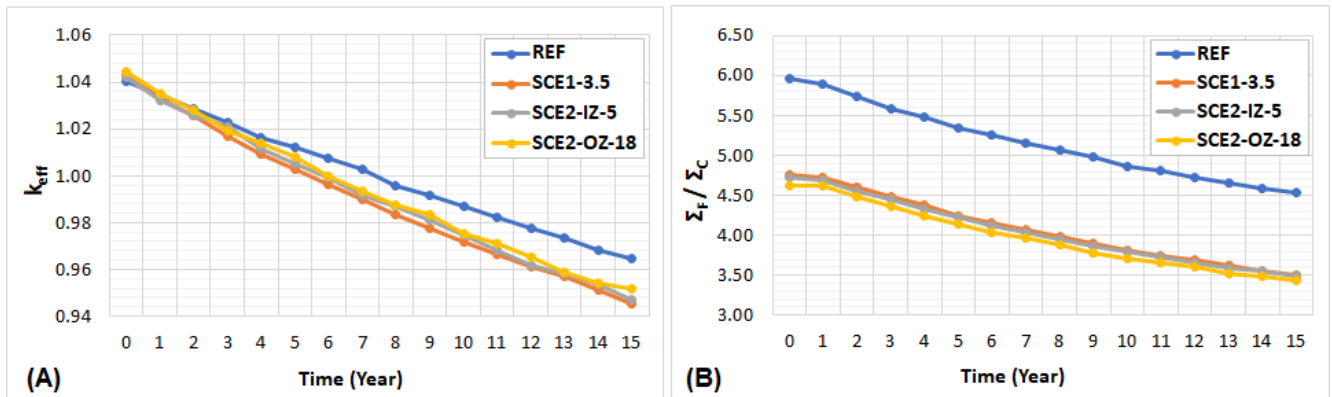 1.06
1.04
1.02
1.00
0.98
0.96
0.94
k_eff
REF
SCE1-3.5
SCE2-IZ-5
SCE2-OZ-18
0 1 2 3 4 5 6 7 8 9 10 11 12 13 14 15
Time (Year)
(A)
6.50
6.00
5.50
5.00
4.50
4.00
3.50
3.00
Σ_F / Σ_C
REF
SCE1-3.5
SCE2-IZ-5
SCE2-OZ-18
0 1 2 3 4 5 6 7 8 9 10 11 12 13 14 15
Time (Year)
(B)